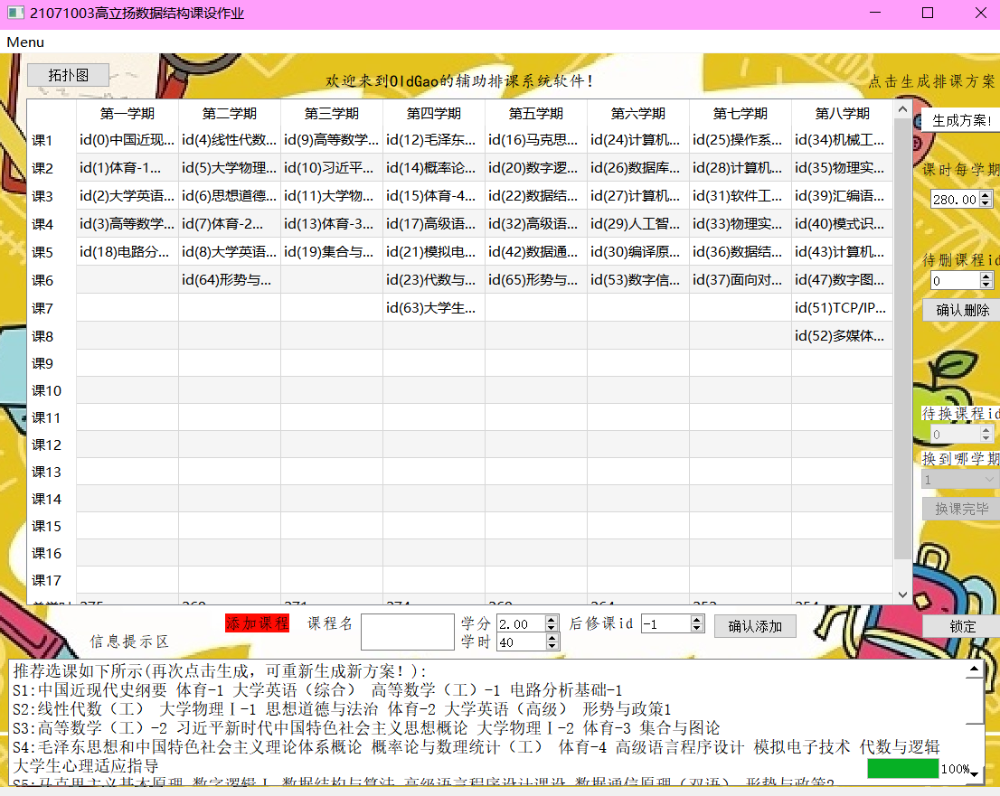 21071003高立扬数据结构课设作业
Menu
拓扑图
欢迎来到OldGao的辅助排课系统软件！
点击生成排课方案
生成方案!
第一学期 第二学期 第三学期 第四学期 第五学期 第六学期 第七学期 第八学期
课1 id(0)中国近现... id(4)线性代数... id(9)高等数学... id(12)毛泽东... id(16)马克思... id(24)计算机... id(25)操作系... id(34)机械工...
课2 id(1)体育-1... id(5)大学物理... id(10)习近平... id(14)概率论... id(20)数字逻... id(26)数据库... id(28)计算机... id(35)物理实...
课3 id(2)大学英语... id(6)思想道德... id(11)大学物... id(15)体育-4... id(22)数据结... id(27)计算机... id(31)软件工... id(39)汇编语...
课4 id(3)高等数学... id(7)体育-2... id(13)体育-3... id(17)高级语... id(32)高级语... id(29)人工智... id(33)物理实... id(40)模式识...
课5 id(18)电路分... id(8)大学英语... id(19)集合与... id(21)模拟电... id(42)数据通... id(30)编译原... id(36)数据结... id(43)计算机...
课6 id(64)形势与... id(23)代数与... id(65)形势与... id(53)数字信... id(37)面向对... id(47)数字图...
课7 id(63)大学生... id(51)TCP/IP...
课8 id(52)多媒体...
课9
课10
课11
课12
课13
课14
课15
课16
课17
课时每学期
280.00
待删课程id
0
确认删除
待换课程id
0
换到哪学期
1
换课完毕
锁定
信息提示区
添加课程 课程名 学分 2.00 后修课id -1 确认添加
学时 40
推荐选课如下所示(再次点击生成，可重新生成新方案！):
S1:中国近现代史纲要 体育-1 大学英语（综合） 高等数学（工）-1 电路分析基础-1
S2:线性代数（工） 大学物理Ⅰ-1 思想道德与法治 体育-2 大学英语（高级） 形势与政策1
S3:高等数学（工）-2 习近平新时代中国特色社会主义思想概论 大学物理Ⅰ-2 体育-3 集合与图论
S4:毛泽东思想和中国特色社会主义理论体系概论 概率论与数理统计（工） 体育-4 高级语言程序设计 模拟电子技术 代数与逻辑
大学生心理适应指导
S5:马克思主义基本原理 数字逻辑Ⅰ 数据结构与算法 高级语言程序设计课设 数据通信原理（双语） 形势与政策2
100%